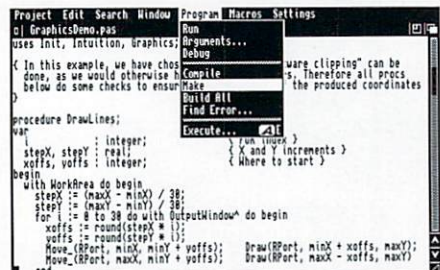 Project Edit Search Window Program Macros Settings
GraphicsDemo.pas
Run
Arguments...
Debug
Compile
Make
Build All
Find Error...
Execute... E
uses Init, Intuition, Graphics;
{ In this example, we have chos ware clipping" can be
done, as we would otherwise h s. Therefore all procs
below do some checks to ensur the produced coordinates
}
procedure DrawLines;
var
i : integer; { run index }
stepX, stepY : real; { X and Y increments }
xoffs, yoffs : integer; { Where to start }
begin
with WorkArea do begin
stepX := (maxX - minX) / 30;
stepY := (maxY - minY) / 30;
for i := 0 to 30 do with OutputWindow^ do begin
xoffs := round(stepX * i);
yoffs := round(stepY * i);
Move_(RPort, minX, minY + yoffs); Draw(RPort, minX + xoffs, maxY);
Move_(RPort, maxX, minY + yoffs); Draw(RPort, maxX - xoffs, maxY)
end